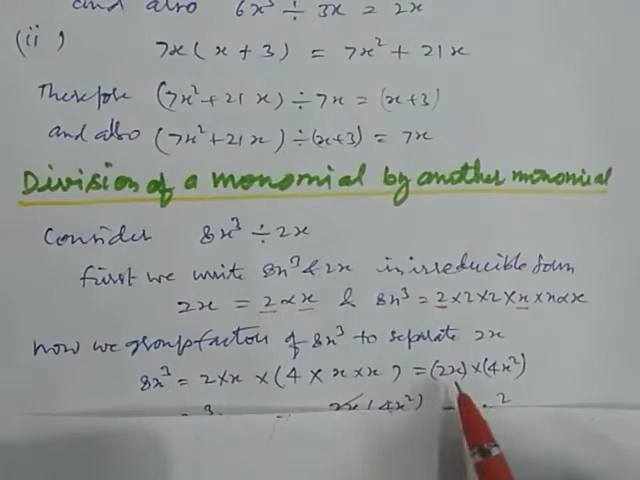 and also 6x³ ÷ 3x = 2x
(ii) 7x(x+3) = 7x² + 21x
Therefore (7x²+21x) ÷ 7x = (x+3)
and also (7x²+21x) ÷ (x+3) = 7x
Division of a monomial by another monomial
Consider 8x³ ÷ 2x
First we write 8x³ & 2x in irreducible form
2x = 2 × x & 8x³ = 2×2×2×x×x×x
now we group factors of 8x³ to separate 2x
8x³ = 2×x × (4 × x × x) = (2x) × (4x²)
2x(4x²)